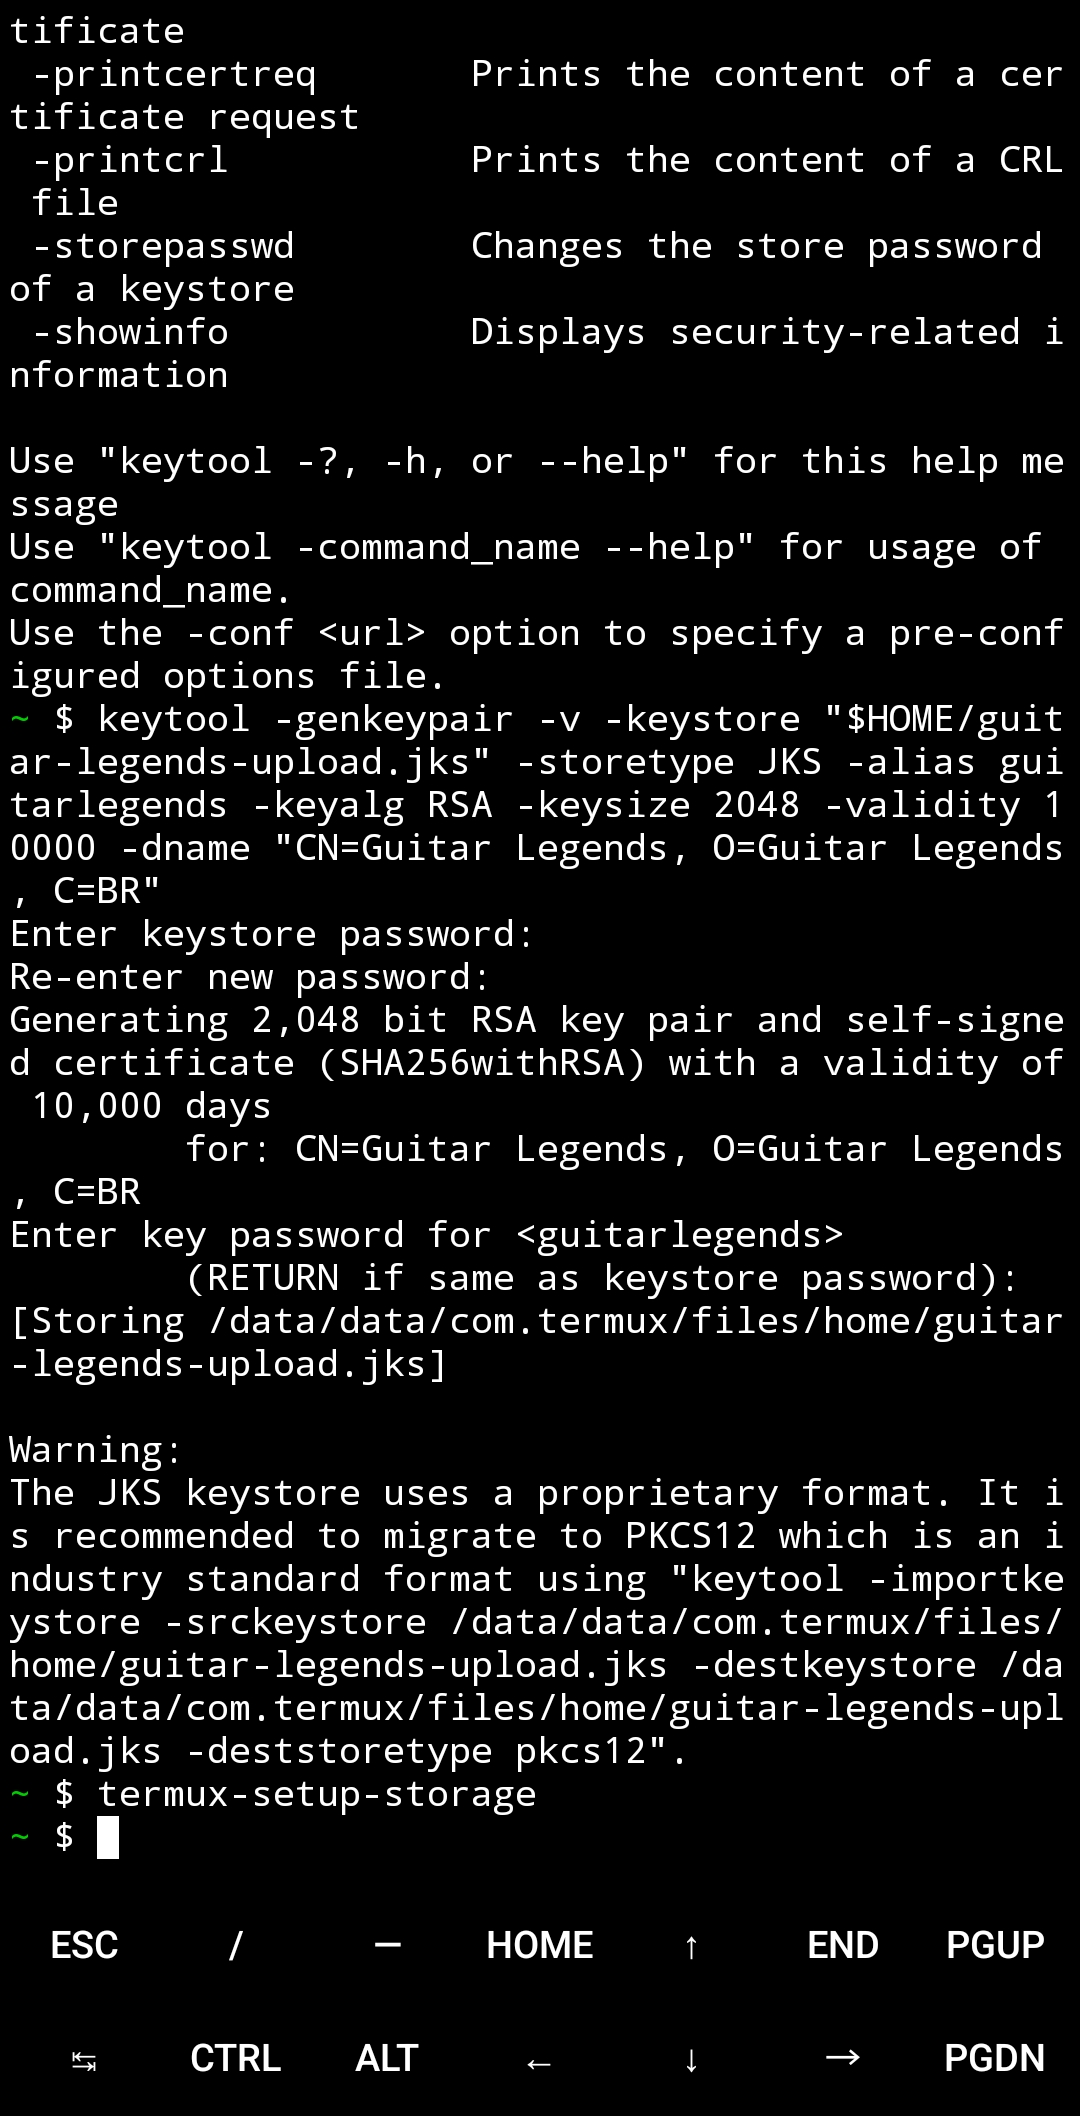 tificate
 -printcertreq       Prints the content of a cer
tificate request
 -printcrl           Prints the content of a CRL
 file
 -storepasswd        Changes the store password
of a keystore
 -showinfo           Displays security-related i
nformation

Use "keytool -?, -h, or --help" for this help me
ssage
Use "keytool -command_name --help" for usage of
command_name.
Use the -conf <url> option to specify a pre-conf
igured options file.
~ $ keytool -genkeypair -v -keystore "$HOME/guit
ar-legends-upload.jks" -storetype JKS -alias gui
tarlegends -keyalg RSA -keysize 2048 -validity 1
0000 -dname "CN=Guitar Legends, O=Guitar Legends
, C=BR"
Enter keystore password:
Re-enter new password:
Generating 2,048 bit RSA key pair and self-signe
d certificate (SHA256withRSA) with a validity of
 10,000 days
        for: CN=Guitar Legends, O=Guitar Legends
, C=BR
Enter key password for <guitarlegends>
        (RETURN if same as keystore password):
[Storing /data/data/com.termux/files/home/guitar
-legends-upload.jks]

Warning:
The JKS keystore uses a proprietary format. It i
s recommended to migrate to PKCS12 which is an i
ndustry standard format using "keytool -importke
ystore -srckeystore /data/data/com.termux/files/
home/guitar-legends-upload.jks -destkeystore /da
ta/data/com.termux/files/home/guitar-legends-upl
oad.jks -deststoretype pkcs12".
~ $ termux-setup-storage
~ $
ESC / — HOME ↑ END PGUP
↹ CTRL ALT ← ↓ → PGDN